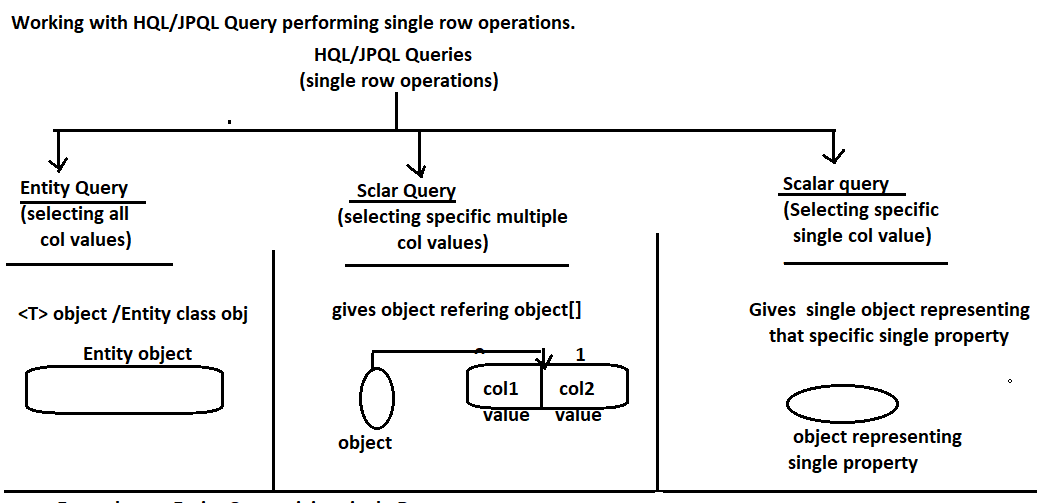 Working with HQL/JPQL Query performing single row operations.
HQL/JPQL Queries
(single row operations)
Entity Query
(selecting all
col values)
<T> object /Entity class obj
Entity object
Sclar Query
(selecting specific multiple
col values)
gives object refering object[]
1
col1
col2
value
value
object
Scalar query
(Selecting specific
single col value)
Gives single object representing
that specific single property
object representing
single property